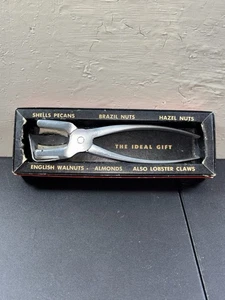 SHELLS PECANS BRAZIL NUTS HAZEL NUTS
THE IDEAL GIFT
ENGLISH WALNUTS - ALMONDS ALSO LOBSTER CLAWS